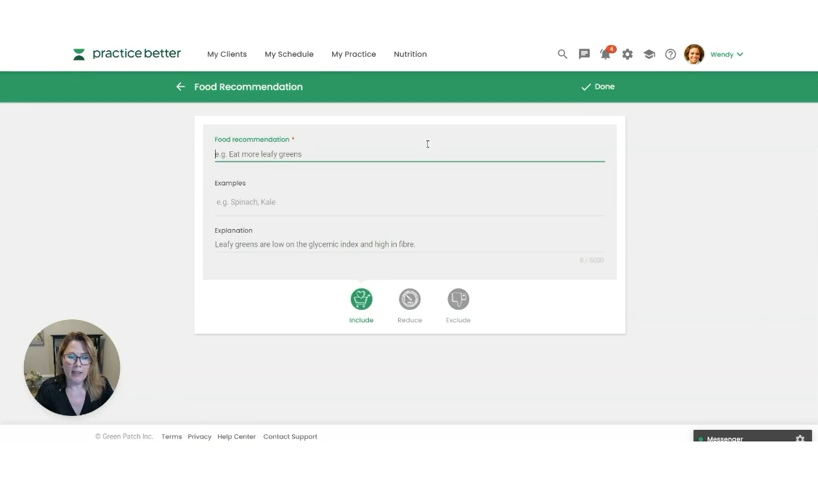 practice better
My Clients
My Schedule
My Practice
Nutrition
Wendy
Food Recommendation
Done
Food recommendation *
e.g. Eat more leafy greens
Examples
e.g. Spinach, Kale
Explanation
Leafy greens are low on the glycemic index and high in fibre.
0 / 5000
Include
Reduce
Exclude
© Green Patch Inc.
Terms
Privacy
Help Center
Contact Support
Messenger